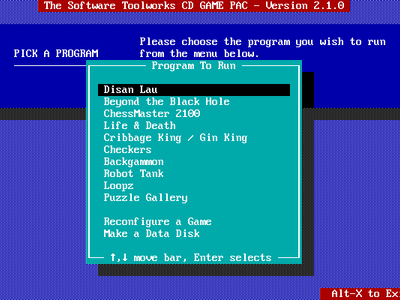 The Software Toolworks CD GAME PAC - Version 2.1.0
Please choose the program you wish to run
PICK A PROGRAM from the menu below.
Program To Run
Disan Lau
Beyond the Black Hole
ChessMaster 2100
Life & Death
Cribbage King / Gin King
Checkers
Backgammon
Robot Tank
Loopz
Puzzle Gallery
Reconfigure a Game
Make a Data Disk
↑,↓ move bar, Enter selects
Alt-X to Ex